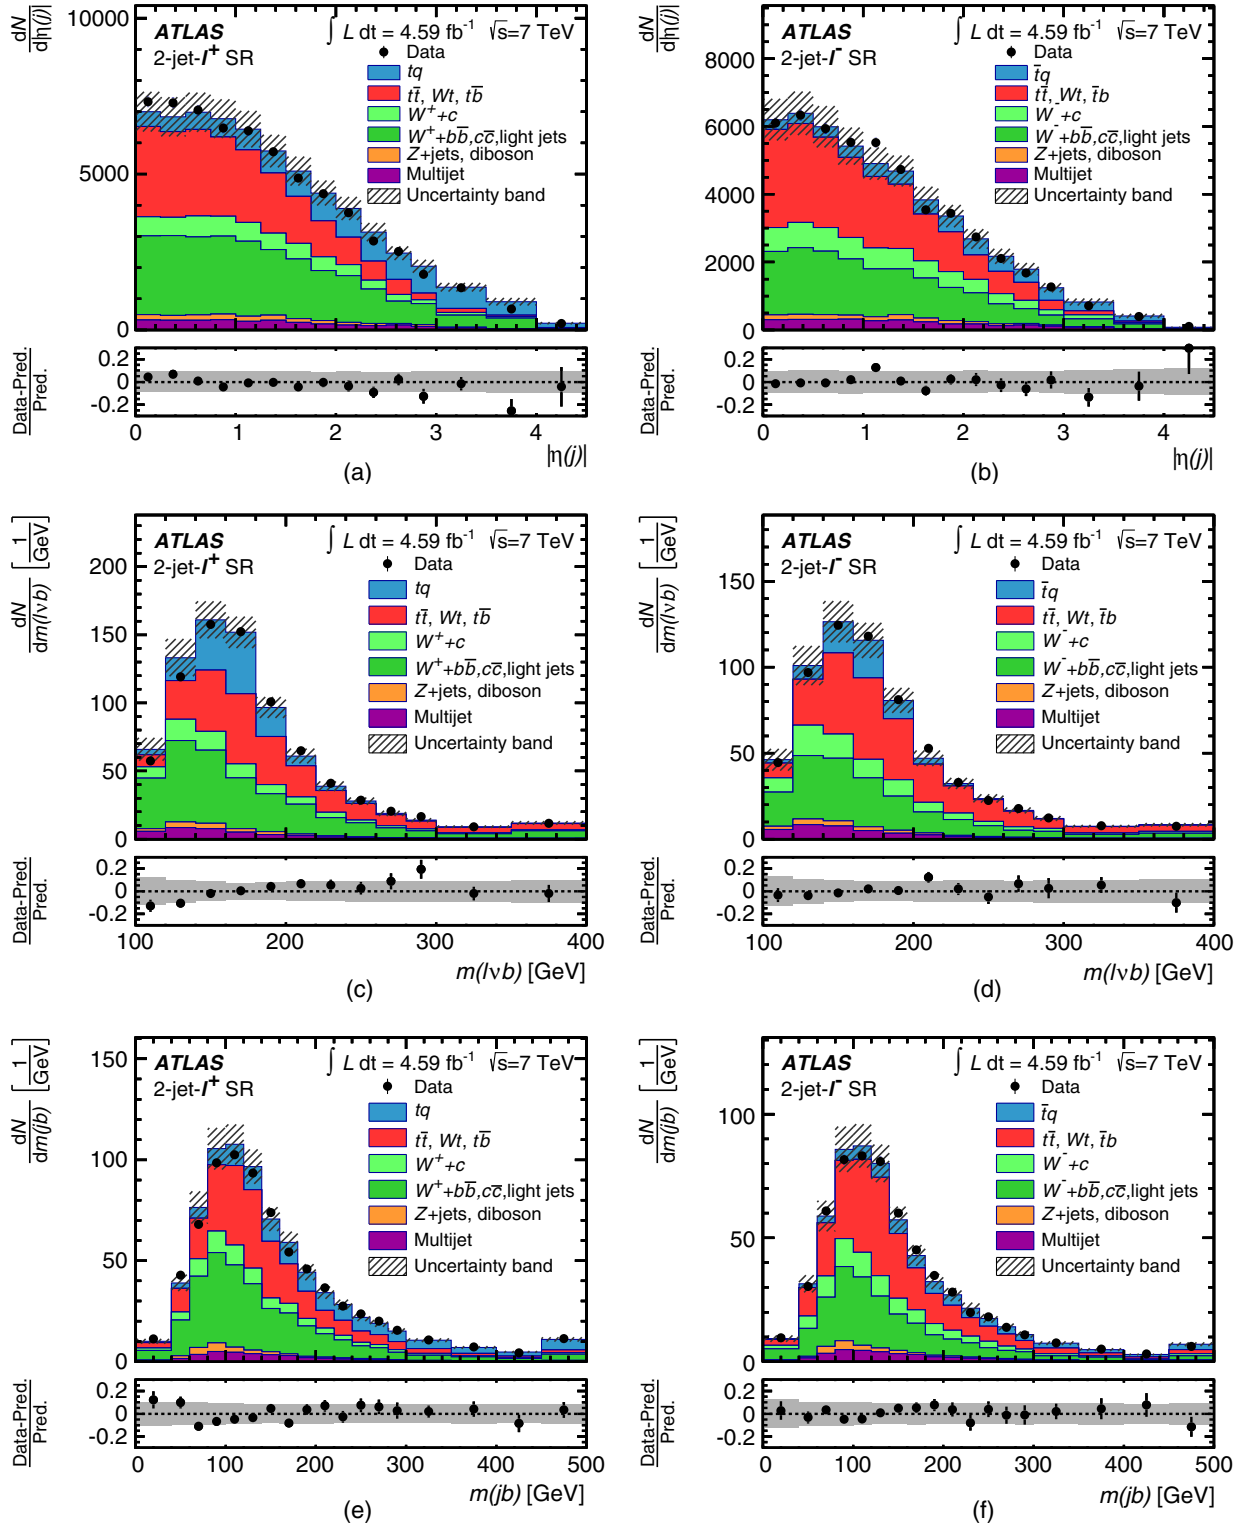 dN/d|η(j)|
10000
5000
0
ATLAS
2-jet-l⁺ SR
∫ L dt = 4.59 fb⁻¹ √s=7 TeV
Data
tq
tt̄, Wt, tb̄
W⁺+c
W⁺+bb̄,cc̄,light jets
Z+jets, diboson
Multijet
Uncertainty band
Data-Pred./Pred.
0.2
0
-0.2
0 1 2 3 4
|η(j)|
(a)
dN/d|η(j)|
8000
6000
4000
2000
0
ATLAS
2-jet-l⁻ SR
∫ L dt = 4.59 fb⁻¹ √s=7 TeV
Data
t̄q
tt̄, Wt, t̄b
W⁻+c
W⁻+bb̄,cc̄,light jets
Z+jets, diboson
Multijet
Uncertainty band
Data-Pred./Pred.
0.2
0
-0.2
0 1 2 3 4
|η(j)|
(b)
dN/dm(lνb) [1/GeV]
200
150
100
50
0
ATLAS
2-jet-l⁺ SR
∫ L dt = 4.59 fb⁻¹ √s=7 TeV
Data
tq
tt̄, Wt, tb̄
W⁺+c
W⁺+bb̄,cc̄,light jets
Z+jets, diboson
Multijet
Uncertainty band
Data-Pred./Pred.
0.2
0
-0.2
100 200 300 400
m(lνb) [GeV]
(c)
dN/dm(lνb) [1/GeV]
150
100
50
0
ATLAS
2-jet-l⁻ SR
∫ L dt = 4.59 fb⁻¹ √s=7 TeV
Data
t̄q
tt̄, Wt, t̄b
W⁻+c
W⁻+bb̄,cc̄,light jets
Z+jets, diboson
Multijet
Uncertainty band
Data-Pred./Pred.
0.2
0
-0.2
100 200 300 400
m(lνb) [GeV]
(d)
dN/dm(jb) [1/GeV]
150
100
50
0
ATLAS
2-jet-l⁺ SR
∫ L dt = 4.59 fb⁻¹ √s=7 TeV
Data
tq
tt̄, Wt, tb̄
W⁺+c
W⁺+bb̄,cc̄,light jets
Z+jets, diboson
Multijet
Uncertainty band
Data-Pred./Pred.
0.2
0
-0.2
0 100 200 300 400 500
m(jb) [GeV]
(e)
dN/dm(jb) [1/GeV]
100
50
0
ATLAS
2-jet-l⁻ SR
∫ L dt = 4.59 fb⁻¹ √s=7 TeV
Data
t̄q
tt̄, Wt, t̄b
W⁻+c
W⁻+bb̄,cc̄,light jets
Z+jets, diboson
Multijet
Uncertainty band
Data-Pred./Pred.
0.2
0
-0.2
0 100 200 300 400 500
m(jb) [GeV]
(f)